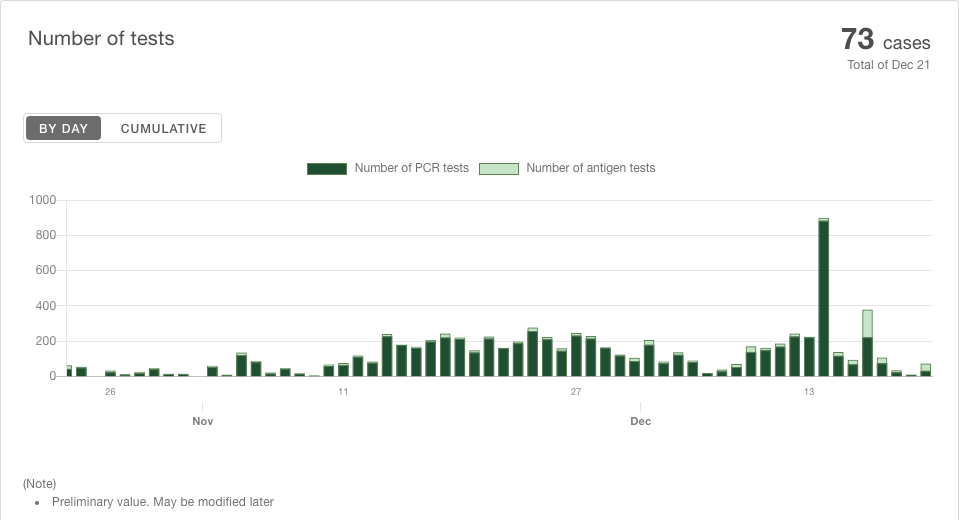 Number of tests
73 cases
Total of Dec 21
BY DAY
CUMULATIVE
Number of PCR tests
Number of antigen tests
1000
800
600
400
200
0
26
11
27
13
Nov
Dec
(Note)
• Preliminary value. May be modified later